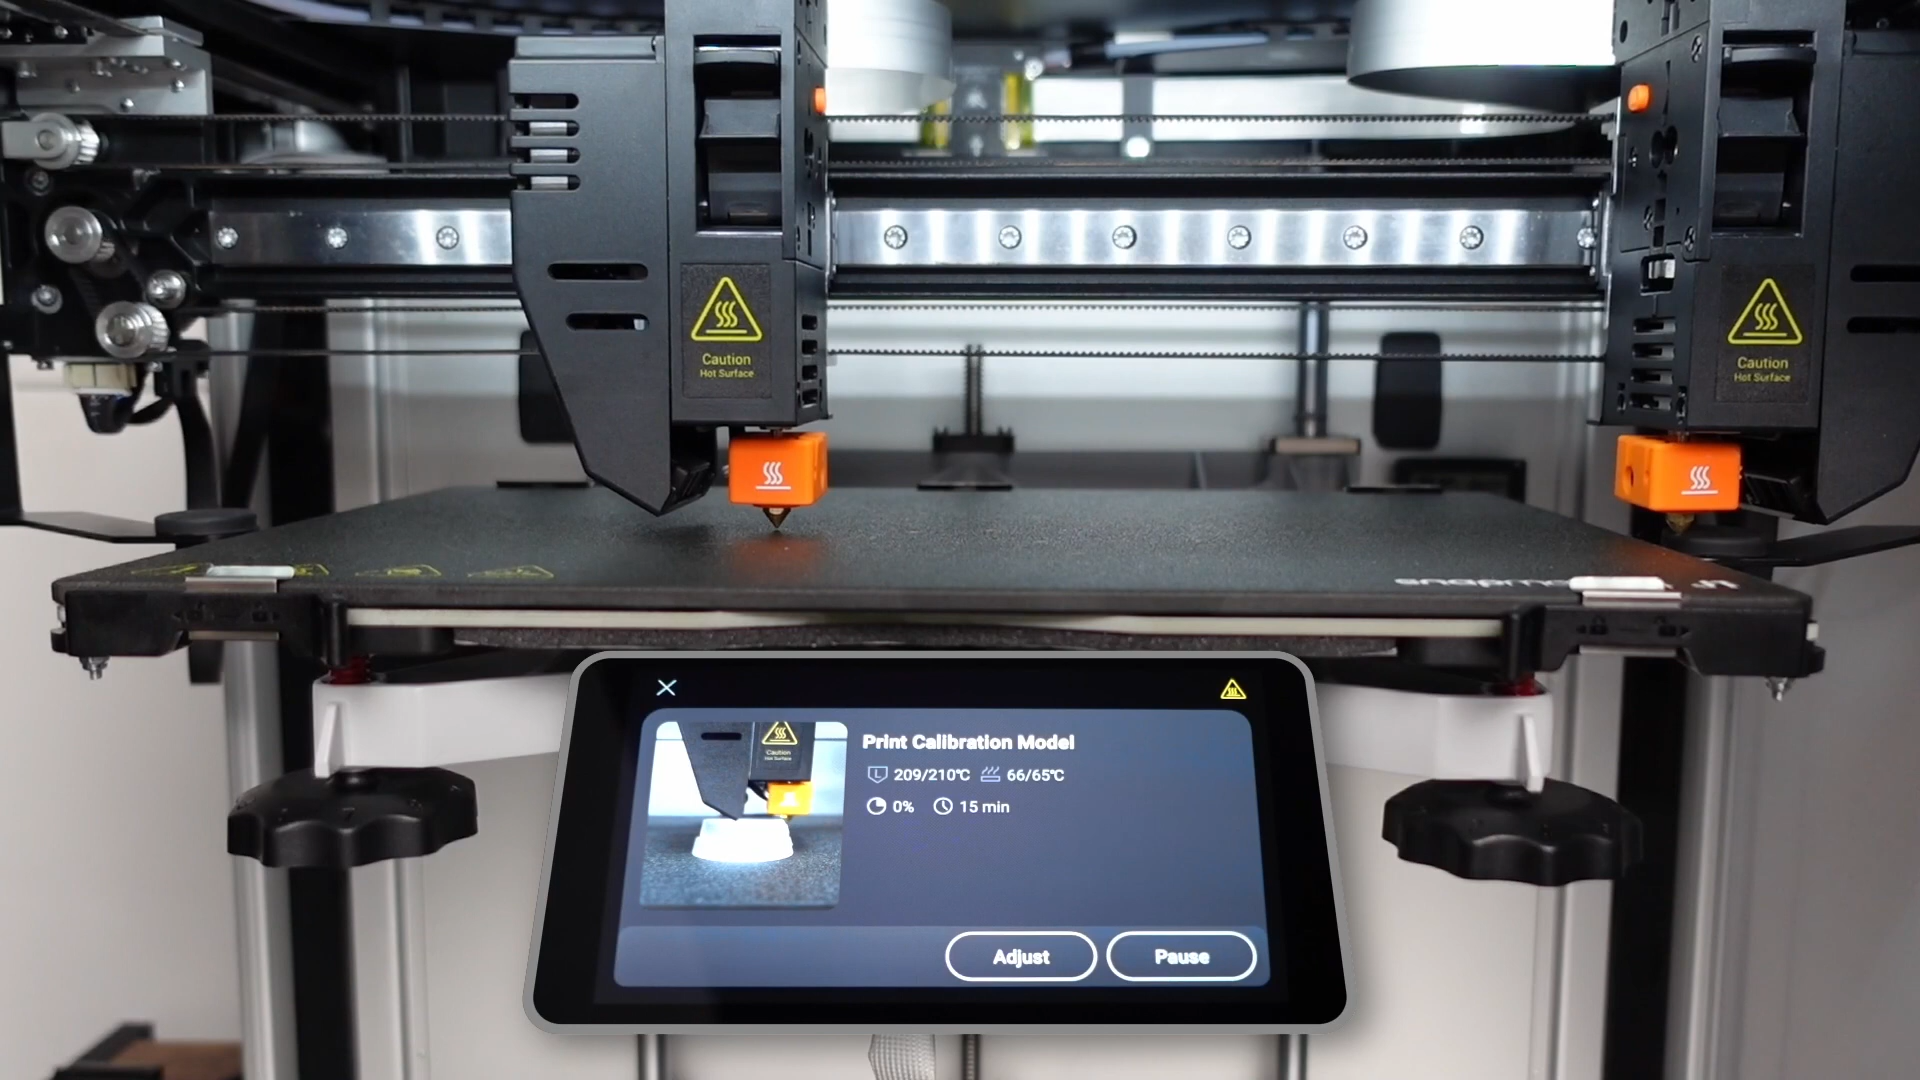 Caution
Hot Surface
Caution
Hot Surface
Print Calibration Model
L 209/210℃ 66/65℃
0% 15 min
Adjust
Pause